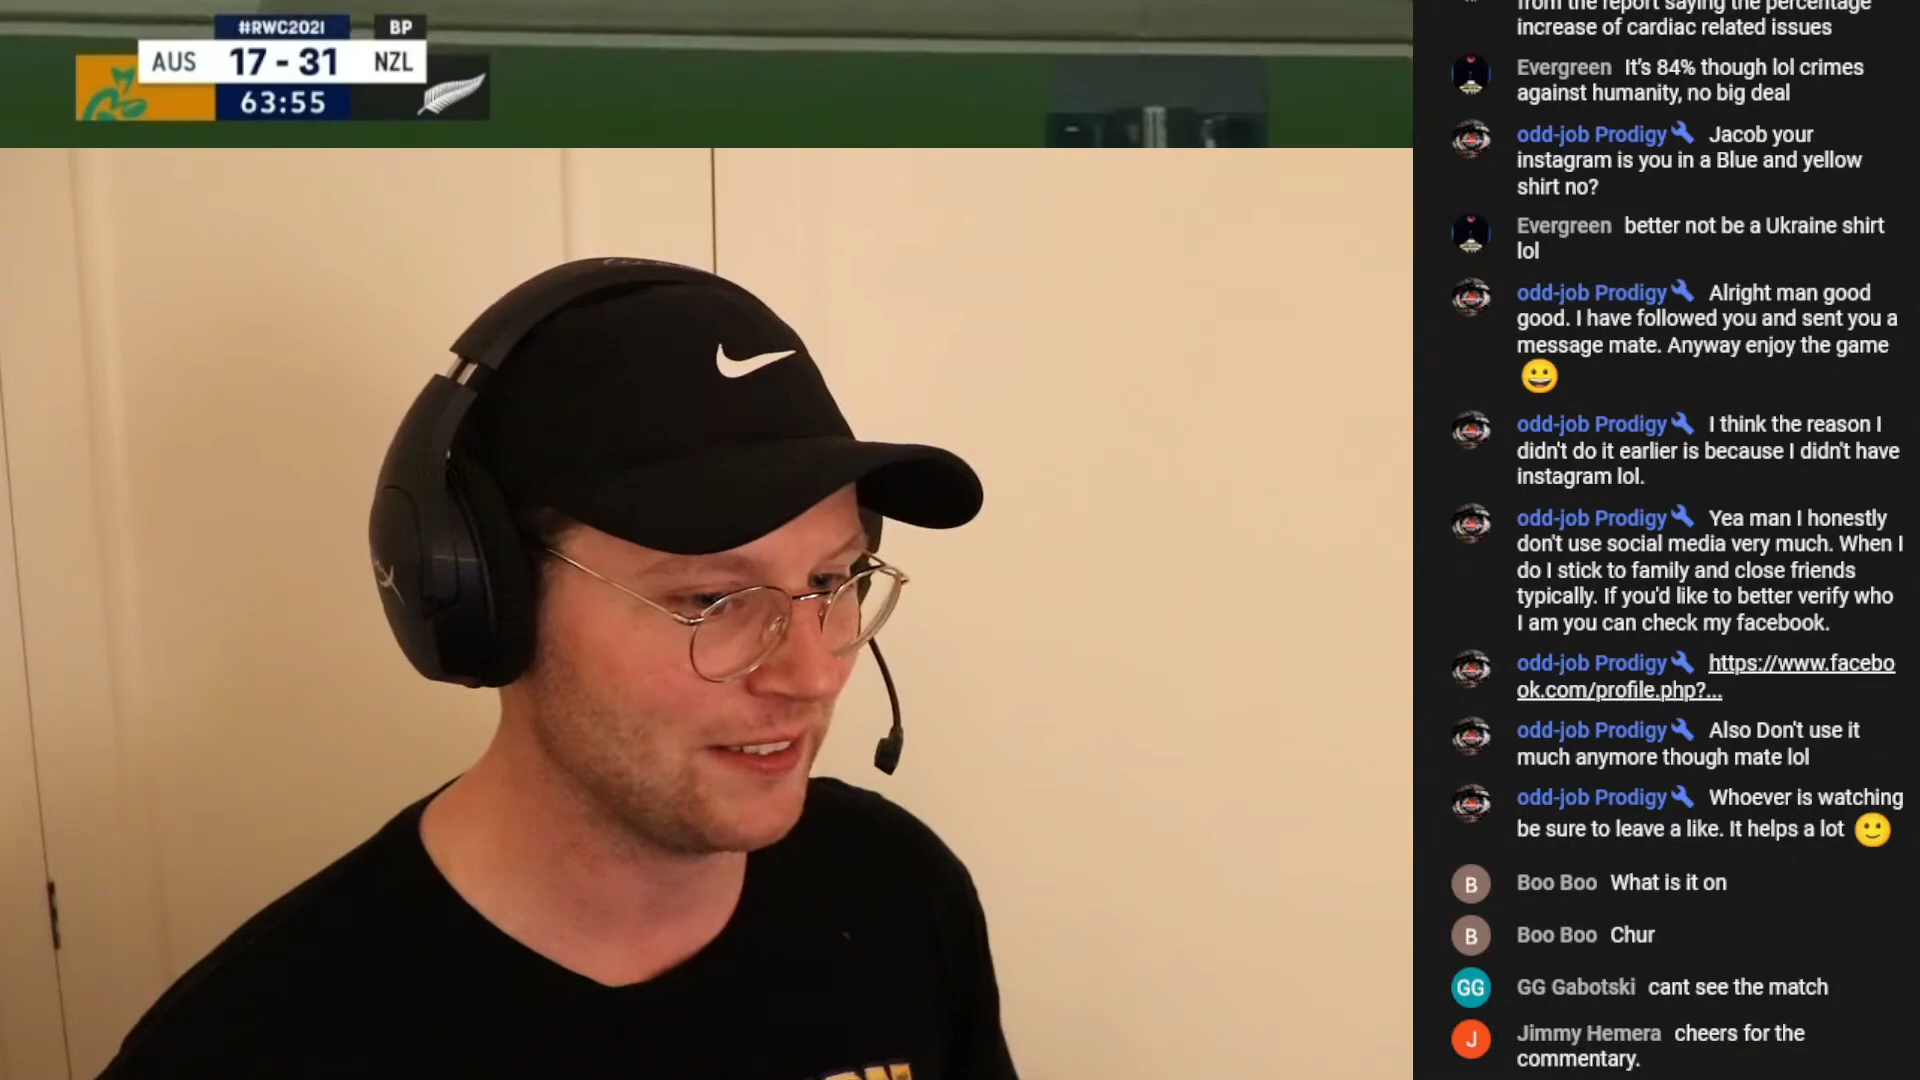 #RWC2021 BP
AUS 17 - 31 NZL
63:55
from the report saying the percentage
increase of cardiac related issues
Evergreen It's 84% though lol crimes
against humanity, no big deal
odd-job Prodigy Jacob your
instagram is you in a Blue and yellow
shirt no?
Evergreen better not be a Ukraine shirt
lol
odd-job Prodigy Alright man good
good. I have followed you and sent you a
message mate. Anyway enjoy the game
odd-job Prodigy I think the reason I
didn't do it earlier is because I didn't have
instagram lol.
odd-job Prodigy Yea man I honestly
don't use social media very much. When I
do I stick to family and close friends
typically. If you'd like to better verify who
I am you can check my facebook.
odd-job Prodigy https://www.facebo
ok.com/profile.php?...
odd-job Prodigy Also Don't use it
much anymore though mate lol
odd-job Prodigy Whoever is watching
be sure to leave a like. It helps a lot
B Boo Boo What is it on
B Boo Boo Chur
GG GG Gabotski cant see the match
J Jimmy Hemera cheers for the
commentary.